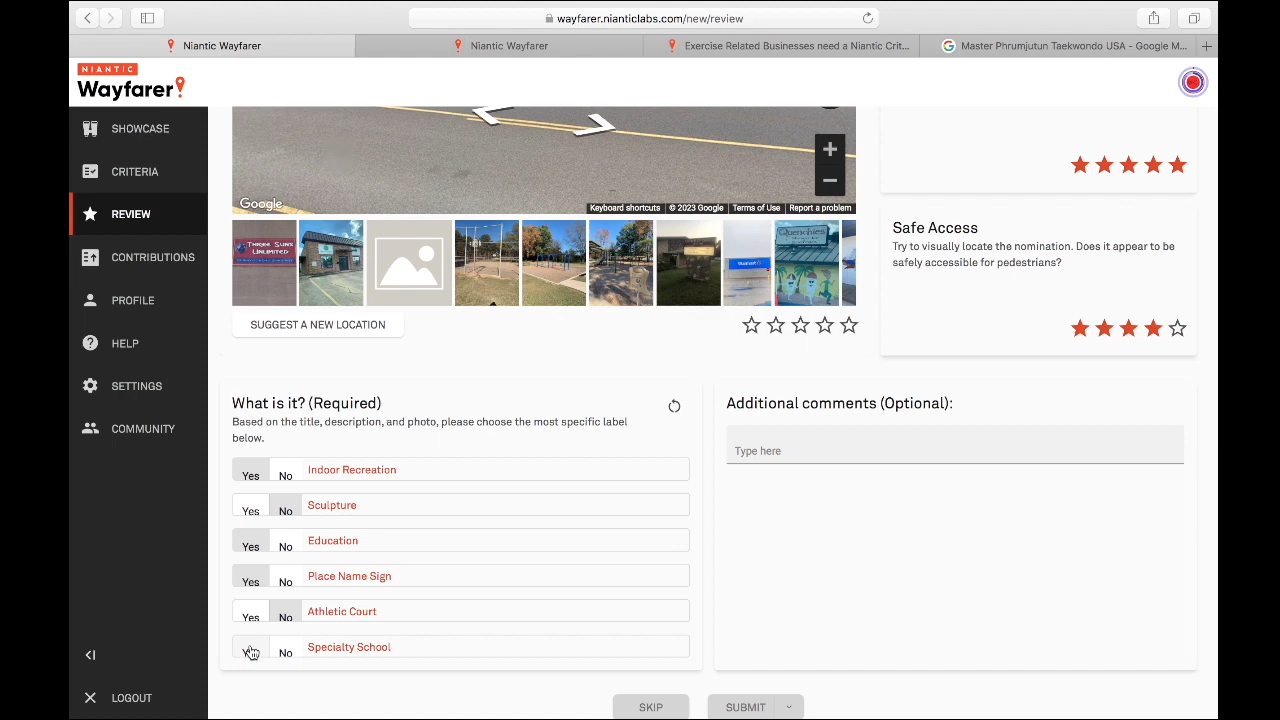 wayfarer.nianticlabs.com/new/review
Niantic Wayfarer
Niantic Wayfarer
Exercise Related Businesses need a Niantic Crit...
Master Phrumjutun Taekwondo USA - Google M...
NIANTIC
Wayfarer
SHOWCASE
CRITERIA
REVIEW
CONTRIBUTIONS
PROFILE
HELP
SETTINGS
COMMUNITY
LOGOUT
Google
Keyboard shortcuts
© 2023 Google
Terms of Use
Report a problem
THREE SUNS
UNLIMITED
Quenchies
SUGGEST A NEW LOCATION
Safe Access
Try to visually locate the nomination. Does it appear to be
safely accessible for pedestrians?
What is it? (Required)
Based on the title, description, and photo, please choose the most specific label
below.
Yes No Indoor Recreation
Yes No Sculpture
Yes No Education
Yes No Place Name Sign
Yes No Athletic Court
No Specialty School
Additional comments (Optional):
Type here
SKIP
SUBMIT